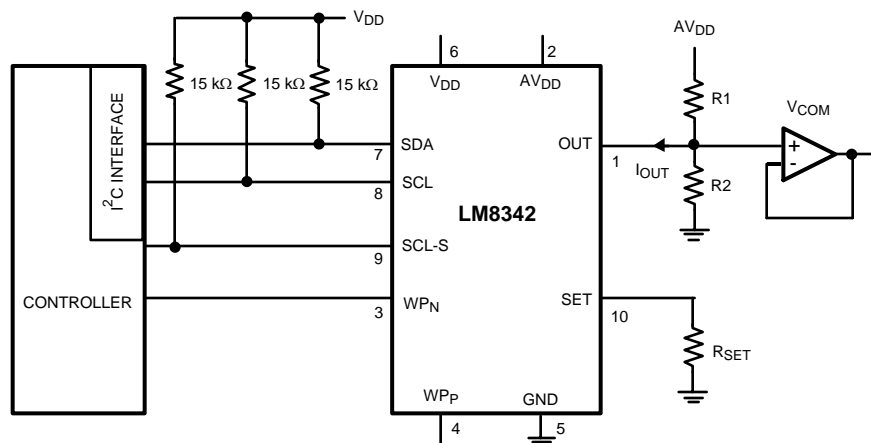 VDD
15 kΩ 15 kΩ 15 kΩ
6 2
VDD AVDD
AVDD
R1
VCOM
I2C INTERFACE
7 SDA
OUT 1
IOUT
+
-
8 SCL
R2
LM8342
9 SCL-S
CONTROLLER
3 WPN
SET 10
RSET
WPP GND
4 5